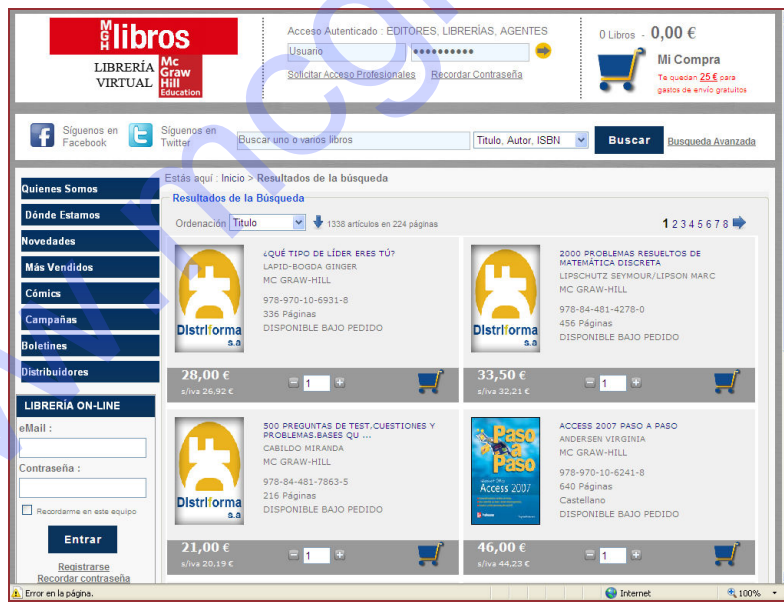 MGH libros
LIBRERÍA
VIRTUAL
Mc
Graw
Hill
Education
Acceso Autenticado : EDITORES, LIBRERÍAS, AGENTES
Usuario
••••••••••
Solicitar Acceso Profesionales Recordar Contraseña
0 Libros - 0,00 €
Mi Compra
Te quedan 25 € para
gastos de envío gratuitos
Síguenos en
Facebook
Síguenos en
Twitter
Buscar uno o varios libros
Titulo, Autor, ISBN
Buscar
Busqueda Avanzada
Quienes Somos
Dónde Estamos
Novedades
Más Vendidos
Cómics
Campañas
Boletines
Distribuidores
LIBRERÍA ON-LINE
eMail :
Contraseña :
Recordarme en este equipo
Entrar
Registrarse
Recordar contraseña
Estás aquí : Inicio > Resultados de la búsqueda
Resultados de la Búsqueda
Ordenación Titulo 1338 artículos en 224 páginas
1 2 3 4 5 6 7 8
Distriforma
s.a
¿QUÉ TIPO DE LÍDER ERES TÚ?
LAPID-BOGDA GINGER
MC GRAW-HILL
978-970-10-6931-8
336 Páginas
DISPONIBLE BAJO PEDIDO
28,00 €
s/iva 26,92 €
1
Distriforma
s.a
2000 PROBLEMAS RESUELTOS DE
MATEMÁTICA DISCRETA
LIPSCHUTZ SEYMOUR/LIPSON MARC
MC GRAW-HILL
978-84-481-4278-0
456 Páginas
DISPONIBLE BAJO PEDIDO
33,50 €
s/iva 32,21 €
1
Distriforma
s.a
500 PREGUNTAS DE TEST.CUESTIONES Y
PROBLEMAS.BASES QU ...
CABILDO MIRANDA
MC GRAW-HILL
978-84-481-7863-5
216 Páginas
DISPONIBLE BAJO PEDIDO
21,00 €
s/iva 20,19 €
1
Paso
a
Paso
Access 2007
ACCESS 2007 PASO A PASO
ANDERSEN VIRGINIA
MC GRAW-HILL
978-970-10-6241-8
640 Páginas
Castellano
DISPONIBLE BAJO PEDIDO
46,00 €
s/iva 44,23 €
1
Error en la página.
Internet
100%